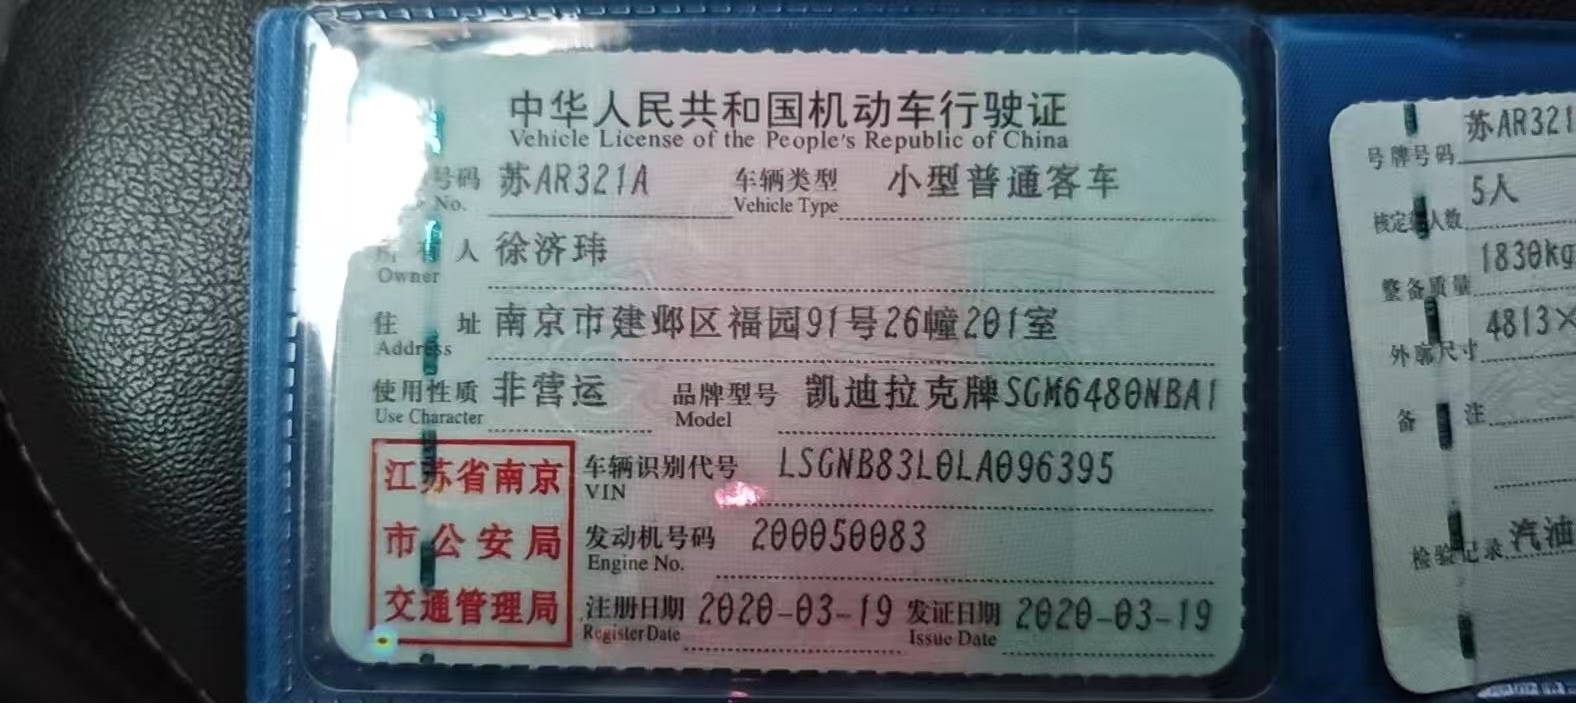 中华人民共和国机动车行驶证
Vehicle License of the People's Republic of China
号码 苏AR321A 车辆类型 小型普通客车
No. Vehicle Type
所有人 徐济玮
Owner
住址 南京市建邺区福园91号26幢201室
Address
使用性质 非营运 品牌型号 凯迪拉克牌SGM6480NBA1
Use Character Model
江苏省南京
市公安局
交通管理局
车辆识别代号 LSGNB83L0LA096395
VIN
发动机号码 200050083
Engine No.
注册日期 2020-03-19 发证日期 2020-03-19
Register Date Issue Date
号牌号码 苏AR321
核定载人数 5人
整备质量 1830kg
外廓尺寸 4813×
备注
检验记录 汽油